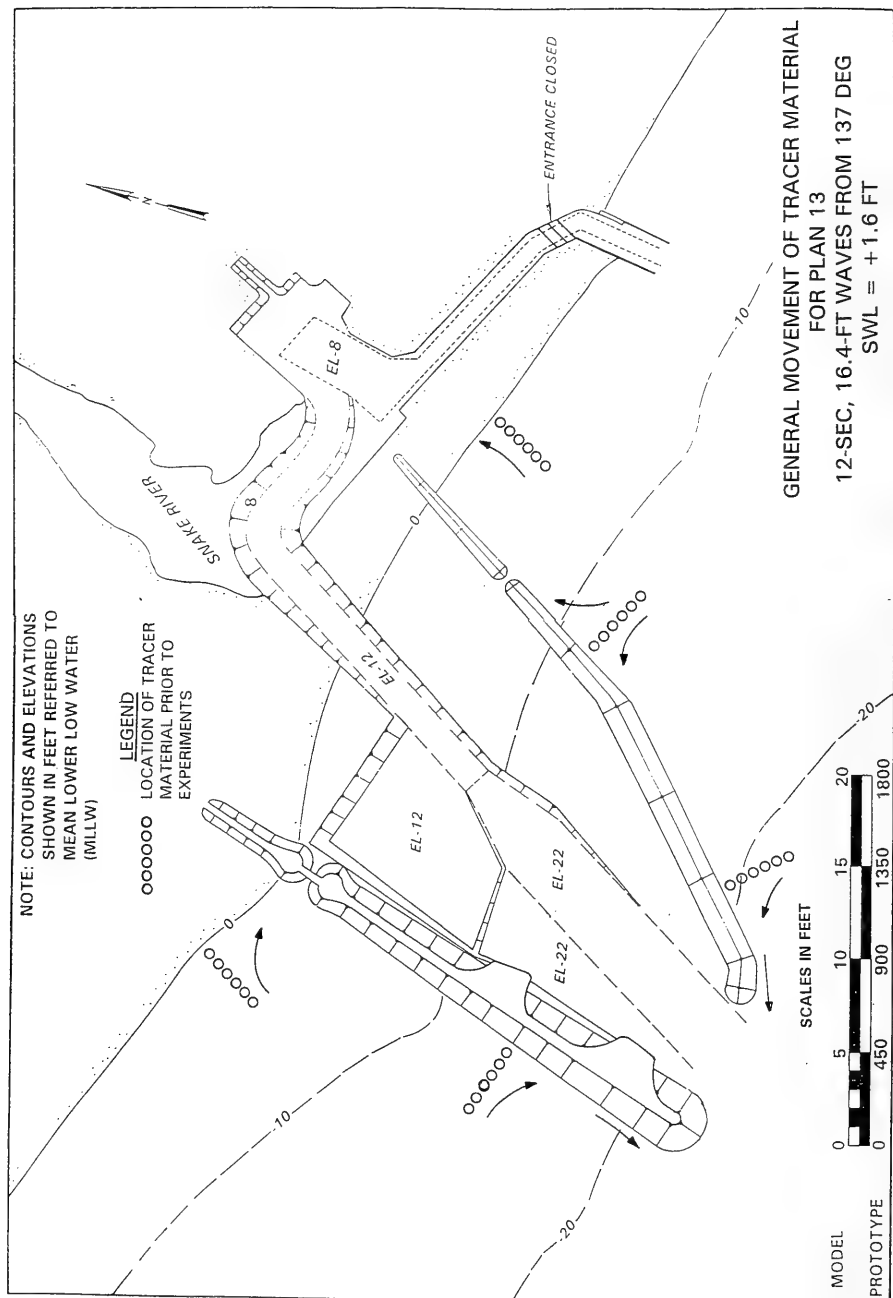 NOTE: CONTOURS AND ELEVATIONS
SHOWN IN FEET REFERRED TO
MEAN LOWER LOW WATER
(MLLW)
LEGEND
LOCATION OF TRACER
MATERIAL PRIOR TO
EXPERIMENTS
SNAKE RIVER
N
ENTRANCE CLOSED
EL-8
8
EL-12
EL-12
EL-22
EL-22
0
0
-10
-10
-20
-20
SCALES IN FEET
MODEL
0 5 10 15 20
PROTOTYPE
0 450 900 1350 1800
GENERAL MOVEMENT OF TRACER MATERIAL
FOR PLAN 13
12-SEC, 16.4-FT WAVES FROM 137 DEG
SWL = +1.6 FT